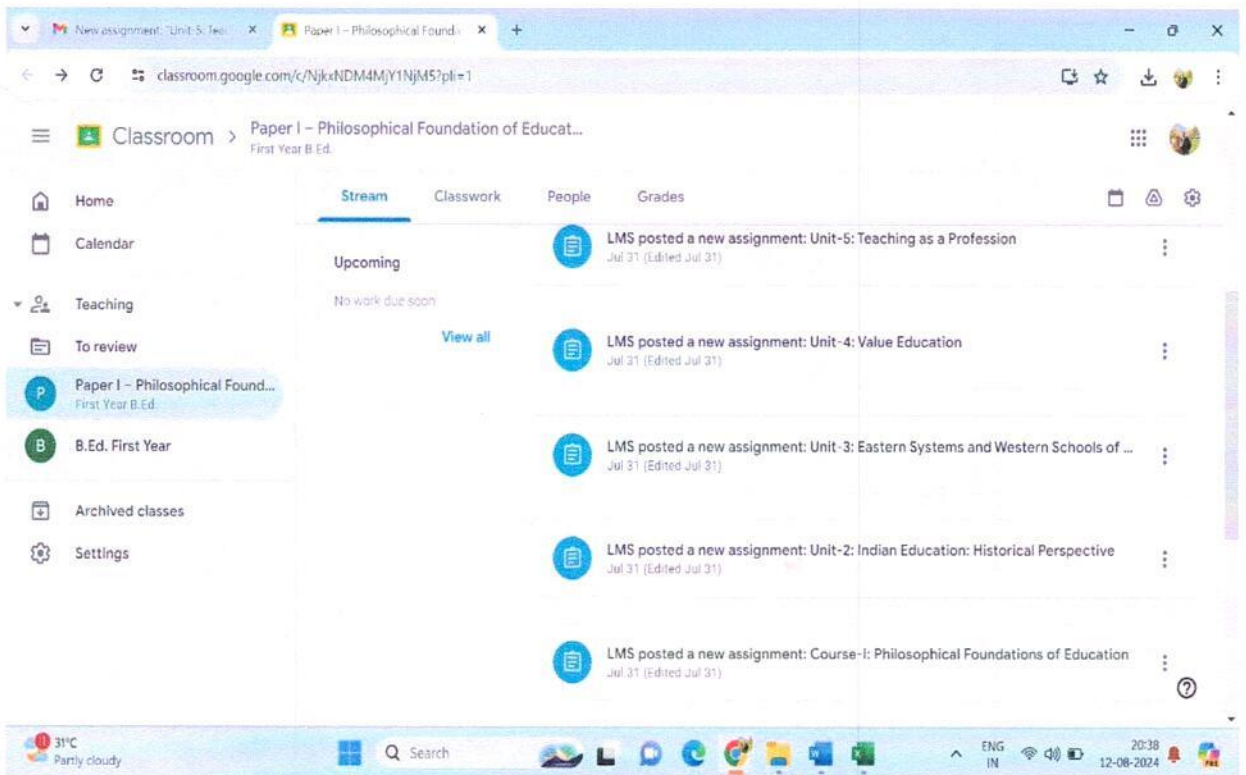 New assignment: "Unit-5: Tea
Paper I – Philosophical Found
classroom.google.com/c/NjkxNDM4MjY1NjM5?pli=1
Classroom > Paper I – Philosophical Foundation of Educat...
First Year B.Ed.
Home
Calendar
Teaching
To review
P
Paper I – Philosophical Found...
First Year B.Ed.
B
B.Ed. First Year
Archived classes
Settings
Stream Classwork People Grades
Upcoming
No work due soon
View all
LMS posted a new assignment: Unit-5: Teaching as a Profession
Jul 31 (Edited Jul 31)
LMS posted a new assignment: Unit-4: Value Education
Jul 31 (Edited Jul 31)
LMS posted a new assignment: Unit-3: Eastern Systems and Western Schools of ...
Jul 31 (Edited Jul 31)
LMS posted a new assignment: Unit-2: Indian Education: Historical Perspective
Jul 31 (Edited Jul 31)
LMS posted a new assignment: Course-I: Philosophical Foundations of Education
Jul 31 (Edited Jul 31)
31°C
Partly cloudy
Search
ENG
IN
20:38
12-08-2024